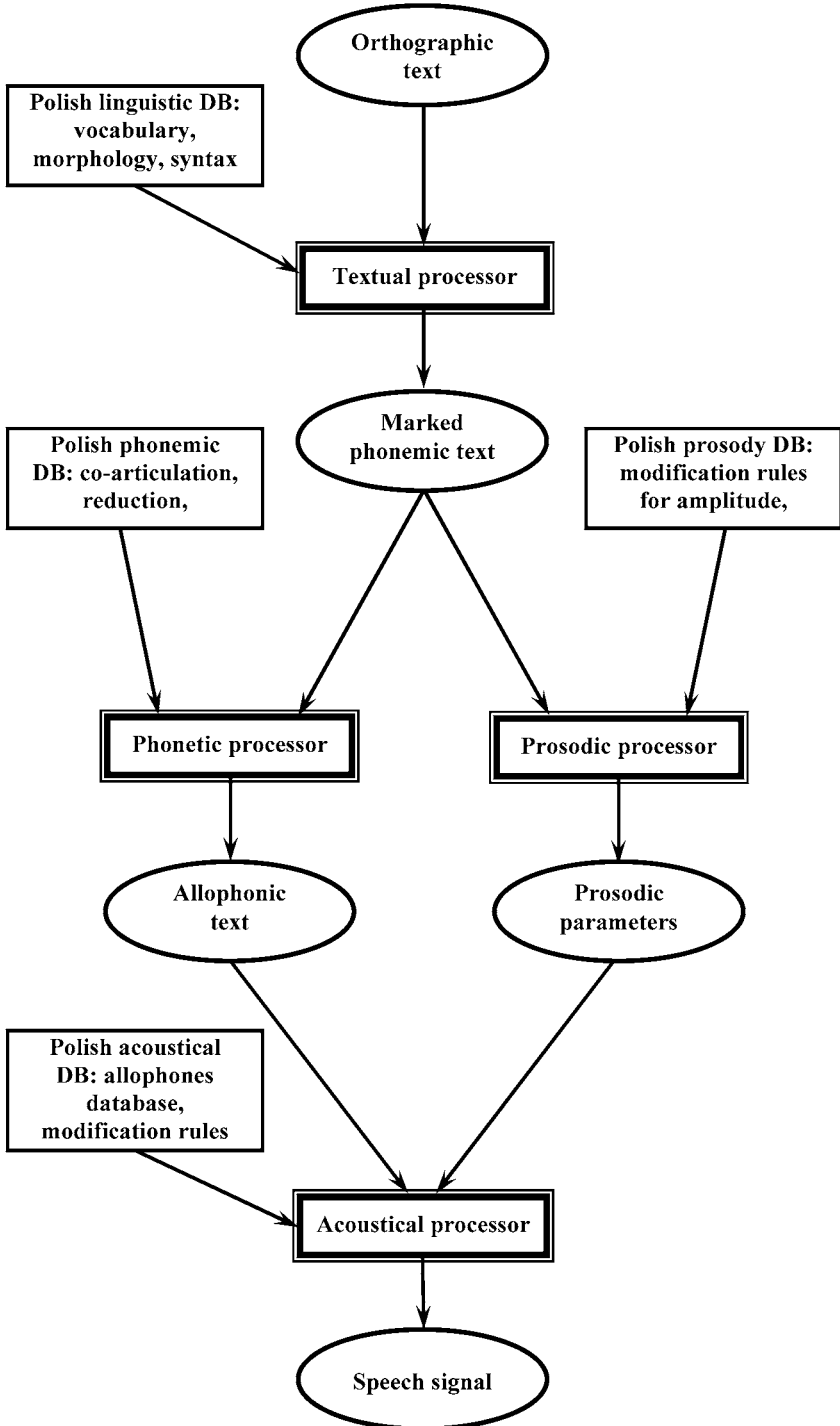 Orthographic
text
Polish linguistic DB:
vocabulary,
morphology, syntax
Textual processor
Marked
phonemic text
Polish phonemic
DB: co-articulation,
reduction,
Polish prosody DB:
modification rules
for amplitude,
Phonetic processor
Prosodic processor
Allophonic
text
Prosodic
parameters
Polish acoustical
DB: allophones
database,
modification rules
Acoustical processor
Speech signal